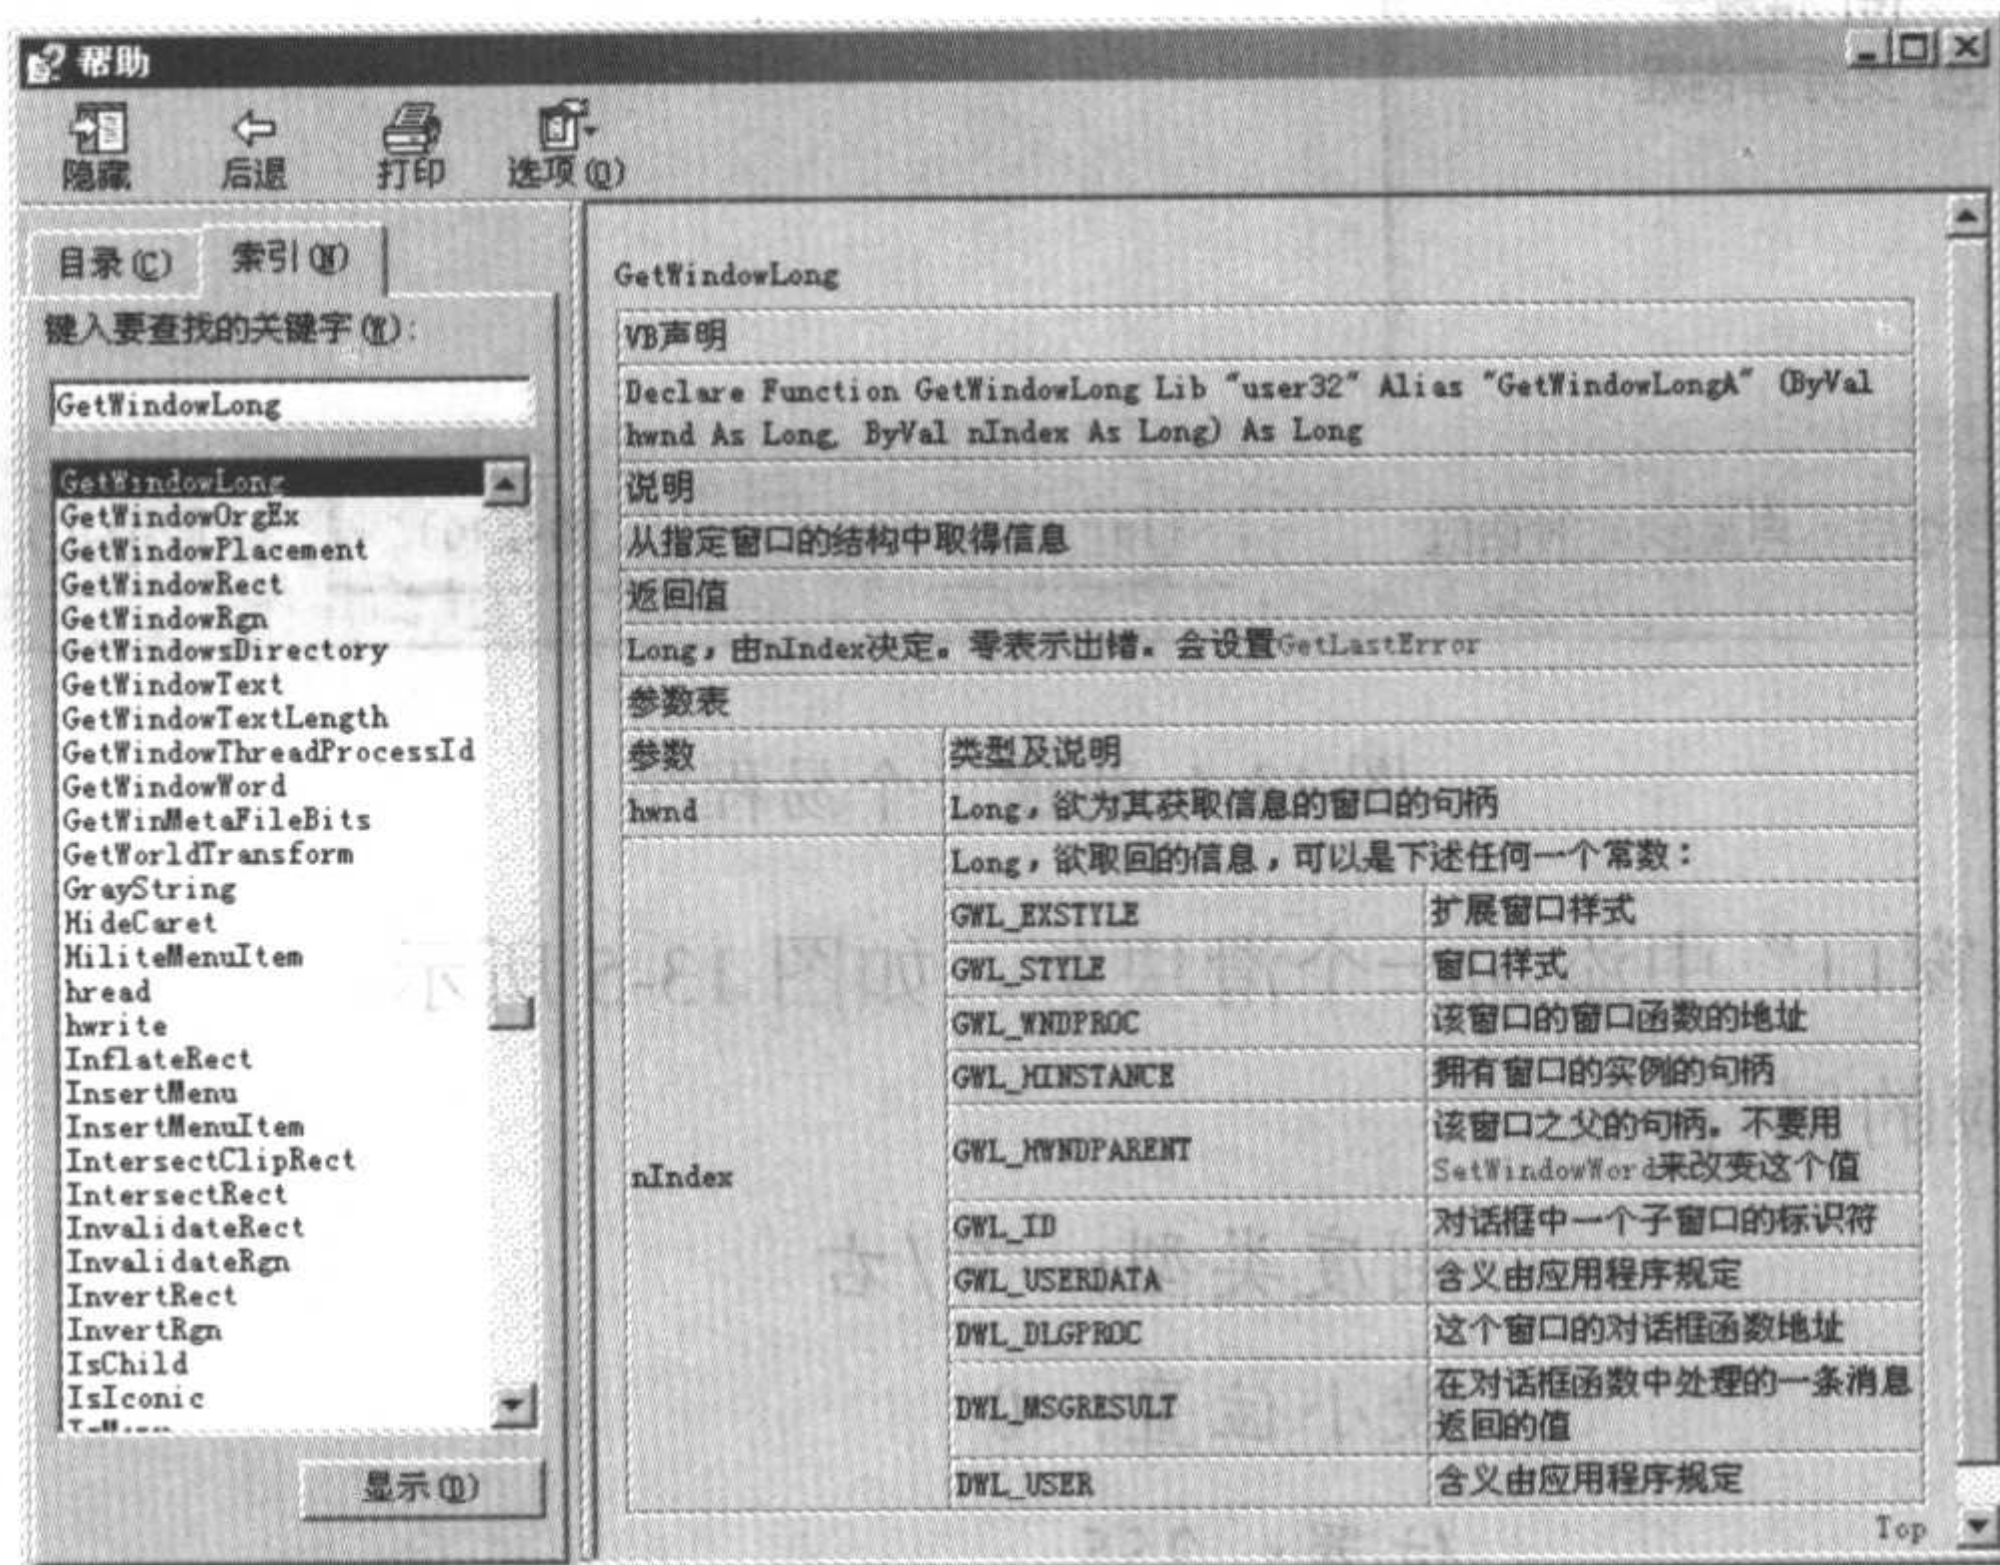 帮助
隐藏 后退 打印 选项(O)
目录(C) 索引(N)
键入要查找的关键字(W):
GetWindowLong
GetWindowLong
GetWindowOrgEx
GetWindowPlacement
GetWindowRect
GetWindowRgn
GetWindowsDirectory
GetWindowText
GetWindowTextLength
GetWindowThreadProcessId
GetWindowWord
GetWinMetaFileBits
GetWorldTransform
GrayString
HideCaret
HiliteMenuItem
hread
hwrite
InflateRect
InsertMenu
InsertMenuItem
IntersectClipRect
IntersectRect
InvalidateRect
InvalidateRgn
InvertRect
InvertRgn
IsChild
IsIconic
显示(D)
GetWindowLong
VB声明
Declare Function GetWindowLong Lib "user32" Alias "GetWindowLongA" (ByVal
hwnd As Long, ByVal nIndex As Long) As Long
说明
从指定窗口的结构中取得信息
返回值
Long，由nIndex决定。零表示出错。会设置GetLastError
参数表
参数 类型及说明
hwnd Long，欲为其获取信息的窗口的句柄
nIndex Long，欲取回的信息，可以是下述任何一个常数：
GWL_EXSTYLE 扩展窗口样式
GWL_STYLE 窗口样式
GWL_WNDPROC 该窗口的窗口函数的地址
GWL_HINSTANCE 拥有窗口的实例的句柄
GWL_HWNDPARENT 该窗口之父的句柄。不要用
SetWindowWord来改变这个值
GWL_ID 对话框中一个子窗口的标识符
GWL_USERDATA 含义由应用程序规定
DWL_DLGPROC 这个窗口的对话框函数地址
DWL_MSGRESULT 在对话框函数中处理的一条消息
返回的值
DWL_USER 含义由应用程序规定
Top